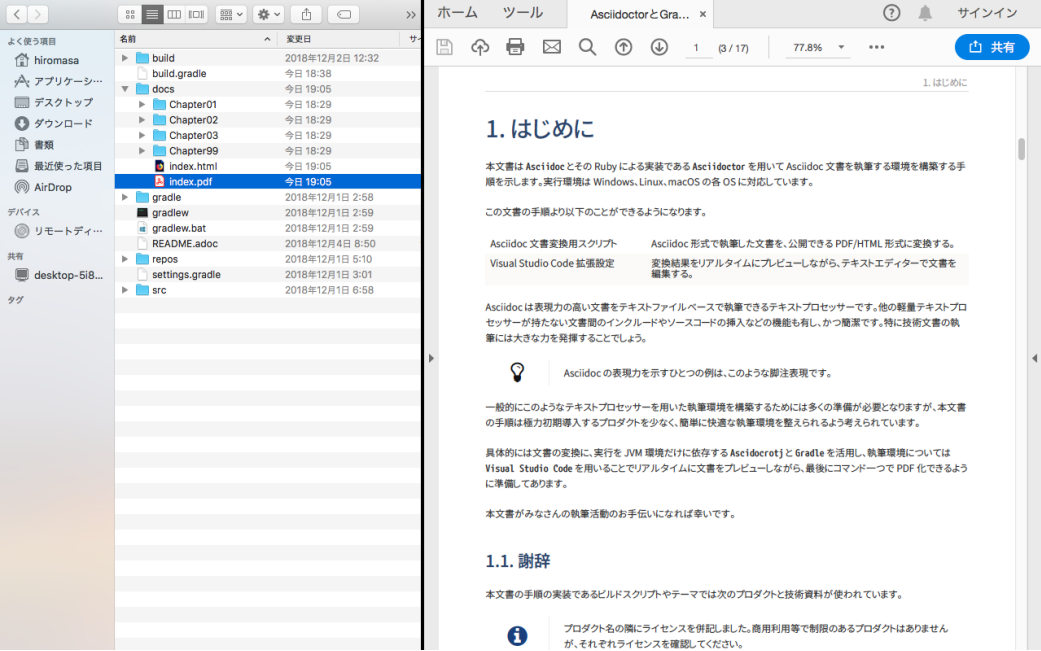 名前
変更日
サイ
よく使う項目
hiromasa
アプリケーシ…
デスクトップ
ダウンロード
書類
最近使った項目
AirDrop
デバイス
リモートディ…
共有
desktop-5i8…
タグ
build 2018年12月2日 12:32
build.gradle 今日 18:38
docs 今日 19:05
Chapter01 今日 18:29
Chapter02 今日 18:29
Chapter03 今日 18:29
Chapter99 今日 18:29
index.html 今日 19:05
index.pdf 今日 19:05
gradle 2018年12月1日 2:58
gradlew 2018年12月1日 2:59
gradlew.bat 2018年12月1日 2:59
README.adoc 2018年12月4日 8:50
repos 2018年12月1日 5:10
settings.gradle 2018年12月1日 3:01
src 2018年12月1日 6:58
ホーム ツール AsciidoctorとGra... × サインイン
1 (3 / 17) 77.8% 共有
1. はじめに
1. はじめに
本文書は Asciidoc とその Ruby による実装である Asciidoctor を用いて Asciidoc 文書を執筆する環境を構築する手
順を示します。実行環境は Windows、Linux、macOS の各 OS に対応しています。
この文書の手順より以下のことができるようになります。
Asciidoc 文書変換用スクリプト Asciidoc 形式で執筆した文書を、公開できる PDF/HTML 形式に変換する。
Visual Studio Code 拡張設定 変換結果をリアルタイムにプレビューしながら、テキストエディターで文書を
編集する。
Asciidoc は表現力の高い文書をテキストファイルベースで執筆できるテキストプロセッサーです。他の軽量テキストプロ
セッサーが持たない文書間のインクルードやソースコードの挿入などの機能も有し、かつ簡潔です。特に技術文書の執
筆には大きな力を発揮することでしょう。
Asciidoc の表現力を示すひとつの例は、このような脚注表現です。
一般的にこのようなテキストプロセッサーを用いた執筆環境を構築するためには多くの準備が必要となりますが、本文書
の手順は極力初期導入するプロダクトを少なく、簡単に快適な執筆環境を整えられるよう考えられています。
具体的には文書の変換に、実行を JVM 環境だけに依存する Asciidocrotj と Gradle を活用し、執筆環境については
Visual Studio Code を用いることでリアルタイムに文書をプレビューしながら、最後にコマンド一つで PDF 化できるよう
に準備してあります。
本文書がみなさんの執筆活動のお手伝いになれば幸いです。
1.1. 謝辞
本文書の手順の実装であるビルドスクリプトやテーマでは次のプロダクトと技術資料が使われています。
プロダクト名の隣にライセンスを併記しました。商用利用等で制限のあるプロダクトはありません
が、それぞれライセンスを確認してください。